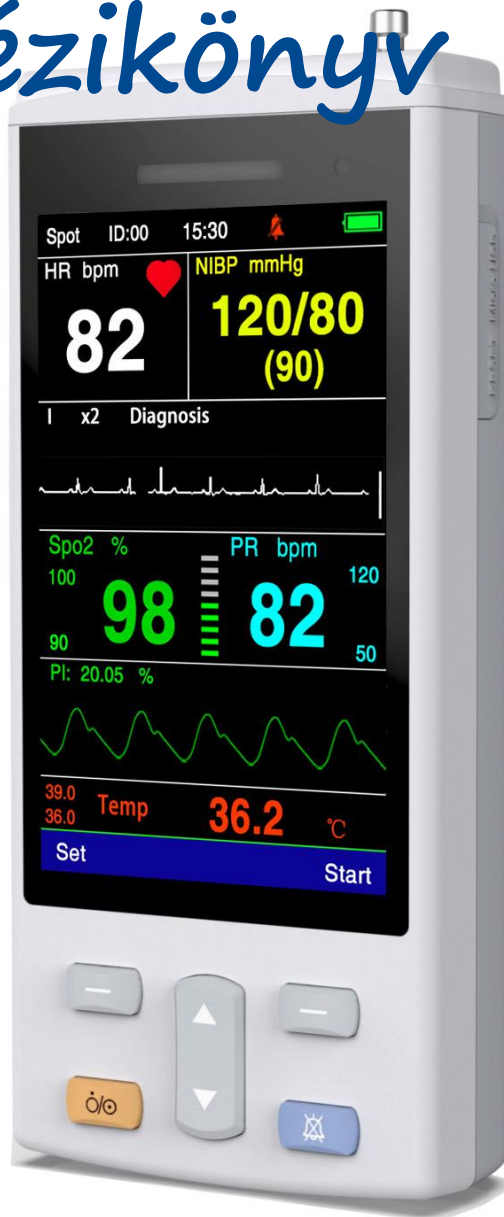 ézikönyv
Spot ID:00 15:30
HR bpm NIBP mmHg
82 120/80
(90)
I x2 Diagnosis
Spo2 % PR bpm
100 98 82 120
90 50
PI: 20.05 %
39.0
36.0 Temp 36.2 °C
Set Start